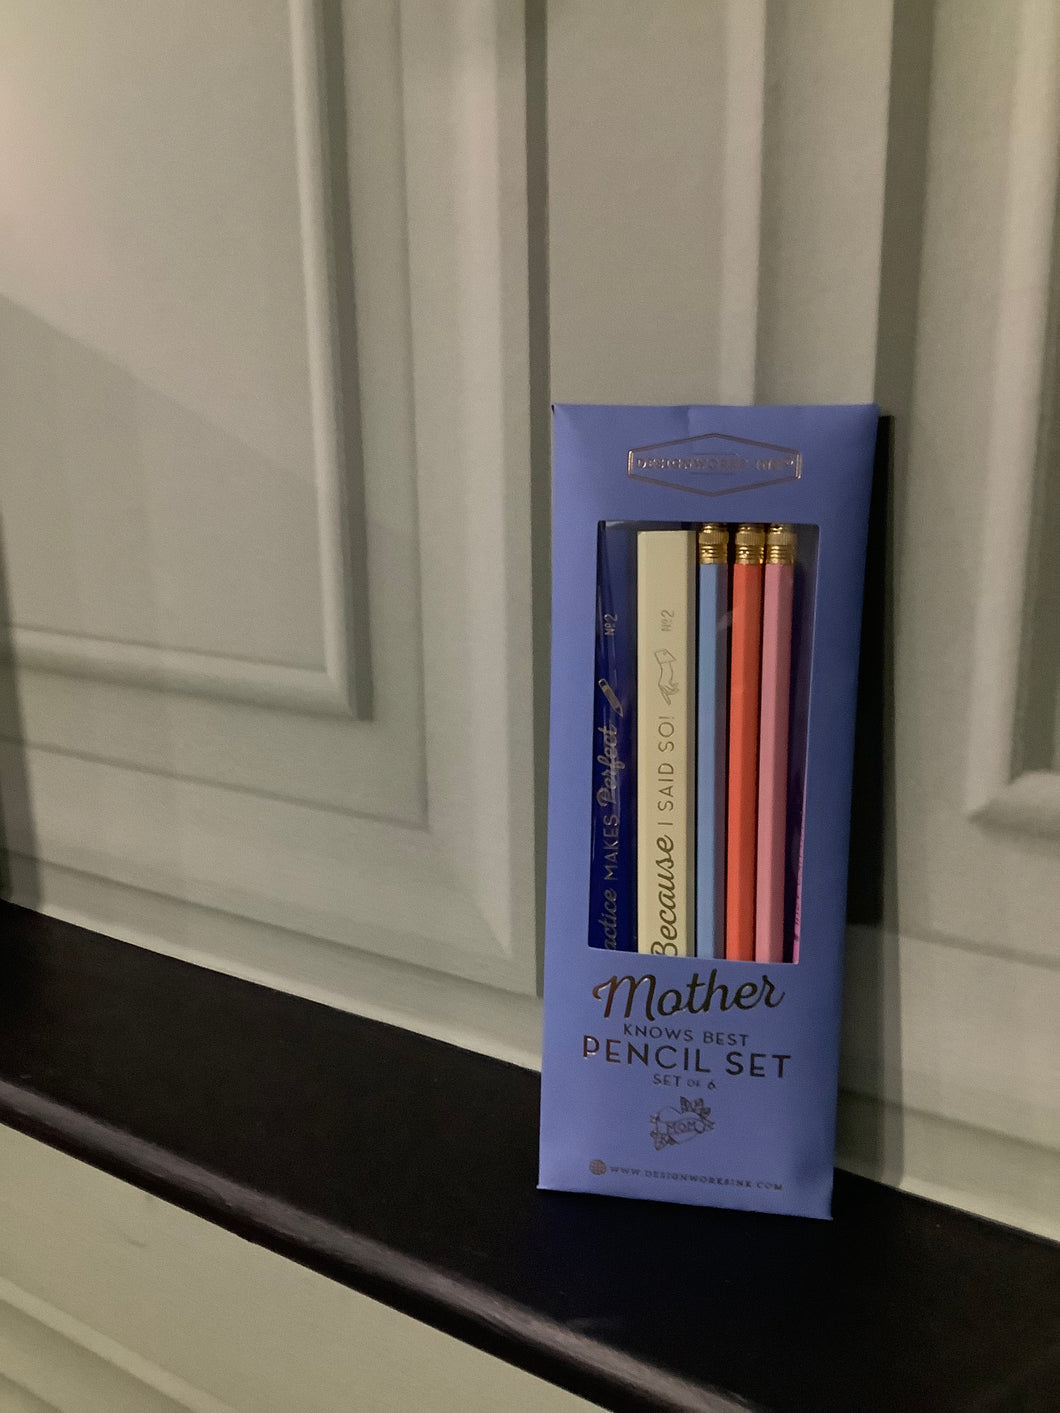 DESIGNWORKS INK™
Nº2
actice MAKES Perfect
Nº2
Because I SAID SO!
Mother
KNOWS BEST
PENCIL SET
SET OF 6
MOM
WWW.DESIGNWORKSINK.COM